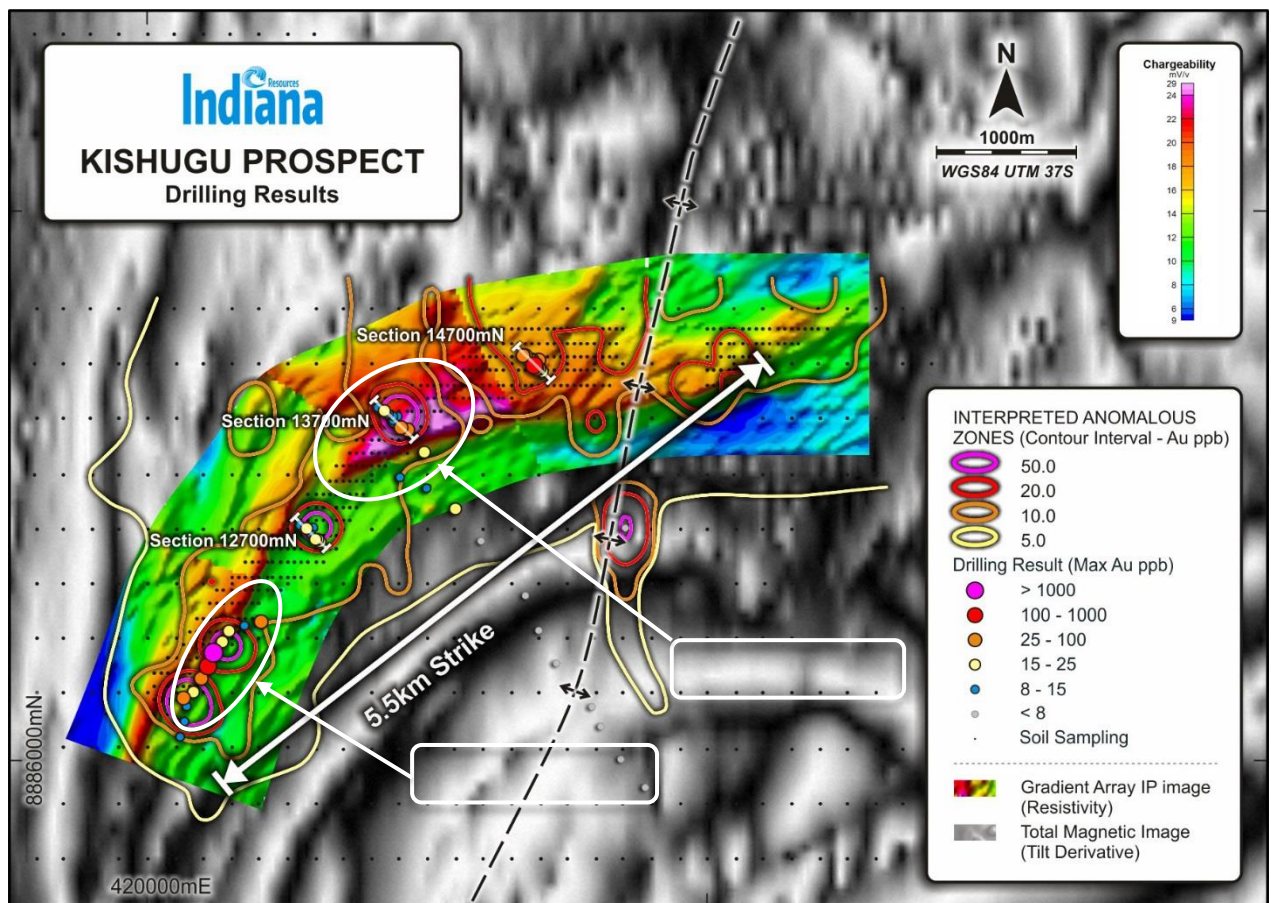 Indiana
Resources
KISHUGU PROSPECT
Drilling Results
N
1000m
WGS84 UTM 37S
Chargeability
mV/v
29
24
22
20
18
16
14
12
10
6
9
Section 14700mN
Section 13700mN
Section 12700mN
5.5km Strike
8886000mN
420000mE
INTERPRETED ANOMALOUS
ZONES (Contour Interval - Au ppb)
50.0
20.0
10.0
5.0
Drilling Result (Max Au ppb)
> 1000
100 - 1000
25 - 100
15 - 25
8 - 15
< 8
Soil Sampling
Gradient Array IP image
(Resistivity)
Total Magnetic Image
(Tilt Derivative)